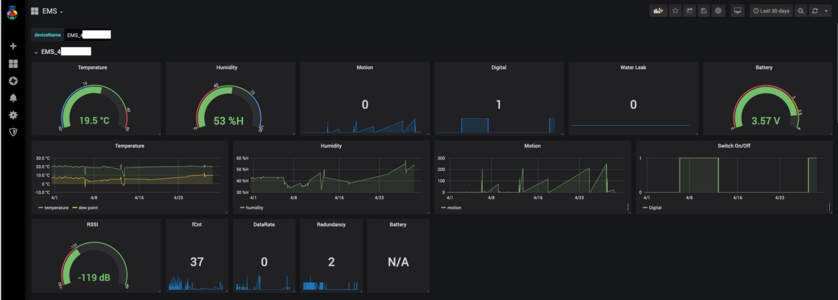 EMS
Last 30 days
deviceName EMS_4
EMS_4
Temperature
19.5 °C
Humidity
53 %H
Motion
0
Digital
1
Water Leak
0
Battery
3.57 V
Temperature
30.0 °C
20.0 °C
10.0 °C
0 °C
-10.0 °C
4/1 4/8 4/16 4/23
temperature dew point
Humidity
60 %H
50 %H
40 %H
30 %H
4/1 4/8 4/16 4/23
humidity
Motion
300
200
100
0
4/1 4/8 4/16 4/23
motion
Switch On/Off
1
0
4/1 4/8 4/16 4/23
Digital
RSSI
-119 dB
fCnt
37
DataRate
0
Redundancy
2
Battery
N/A